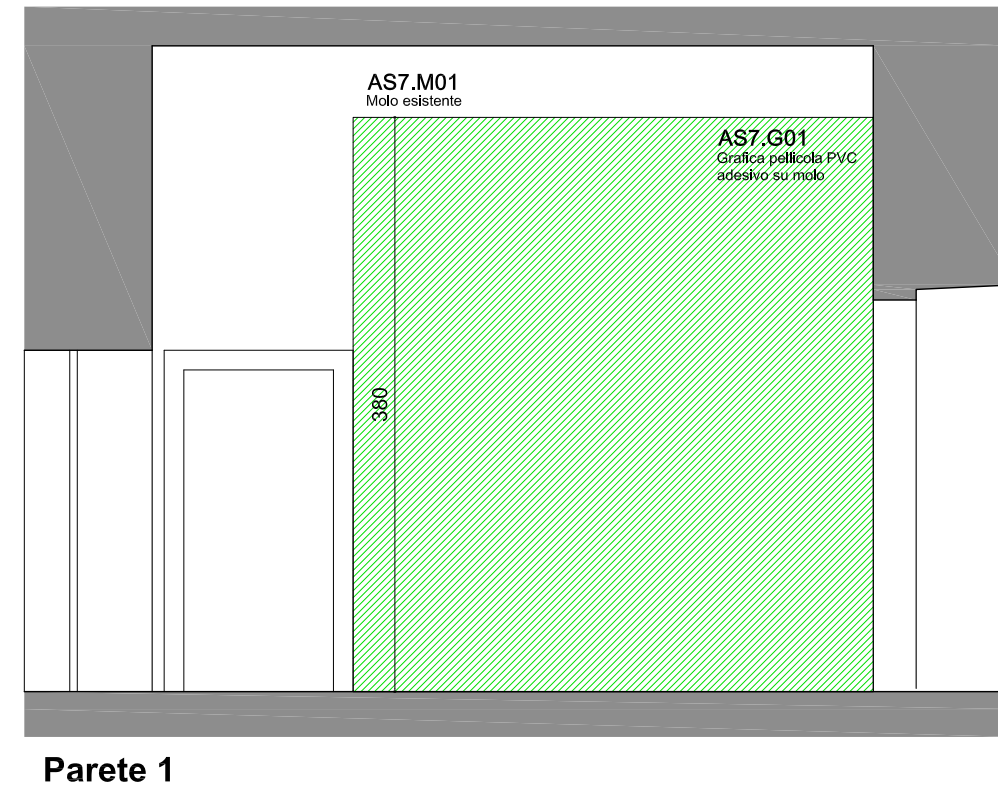 AS7.M01
Molo esistente
AS7.G01
Grafica pellicola PVC
adesivo su molo
380
Parete 1